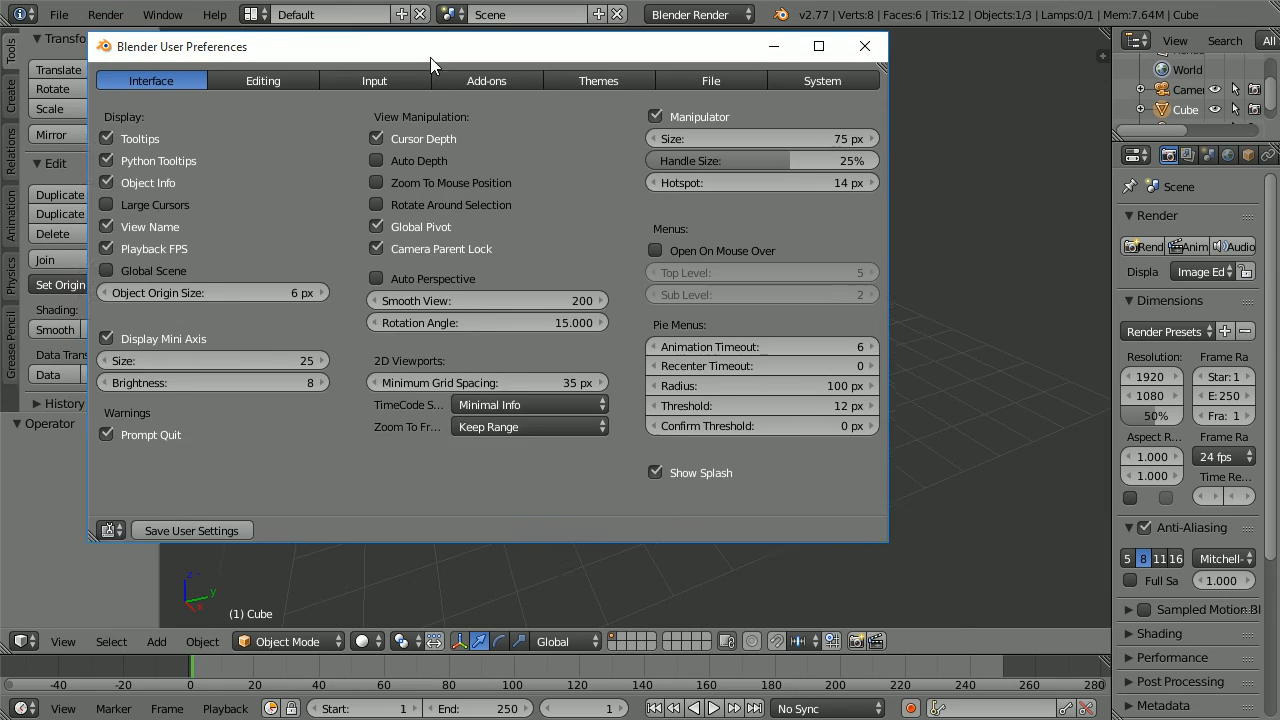 File Render Window Help Default Scene Blender Render v2.77 | Verts:8 | Faces:6 | Tris:12 | Objects:1/3 | Lamps:0/1 | Mem:7.64M | Cube
Blender User Preferences
Interface Editing Input Add-ons Themes File System
Display:
Tooltips
Python Tooltips
Object Info
Large Cursors
View Name
Playback FPS
Global Scene
Object Origin Size: 6 px
Display Mini Axis
Size: 25
Brightness: 8
Warnings
Prompt Quit
View Manipulation:
Cursor Depth
Auto Depth
Zoom To Mouse Position
Rotate Around Selection
Global Pivot
Camera Parent Lock
Auto Perspective
Smooth View: 200
Rotation Angle: 15.000
2D Viewports:
Minimum Grid Spacing: 35 px
TimeCode S... Minimal Info
Zoom To Fr... Keep Range
Manipulator
Size: 75 px
Handle Size: 25%
Hotspot: 14 px
Menus:
Open On Mouse Over
Top Level: 5
Sub Level: 2
Pie Menus:
Animation Timeout: 6
Recenter Timeout: 0
Radius: 100 px
Threshold: 12 px
Confirm Threshold: 0 px
Show Splash
Save User Settings
Tools
Create
Relations
Animation
Physics
Grease Pencil
Transfo
Translate
Rotate
Scale
Mirror
Edit
Duplicate
Duplicate
Delete
Join
Set Origin
Shading:
Smooth
Data Trans
Data
History
Operator
z
y
x
(1) Cube
View Select Add Object Object Mode Global
-40 -20 0 20 40 60 80 100 120 140 160 180 200 220 240 260 280
View Marker Frame Playback Start: 1 End: 250 1 No Sync
View Search All
World
Camer
Cube
Scene
Render
Rend Anim Audio
Displa Image Ed
Dimensions
Render Presets
Resolution: Frame Ra
1920 Star: 1
1080 E: 250
50% Fra: 1
Aspect R... Frame Ra
1.000 24 fps
1.000 Time Re...
Anti-Aliasing
5 8 11 16 Mitchell-
Full Sa 1.000
Sampled Motion Bl
Shading
Performance
Post Processing
Metadata